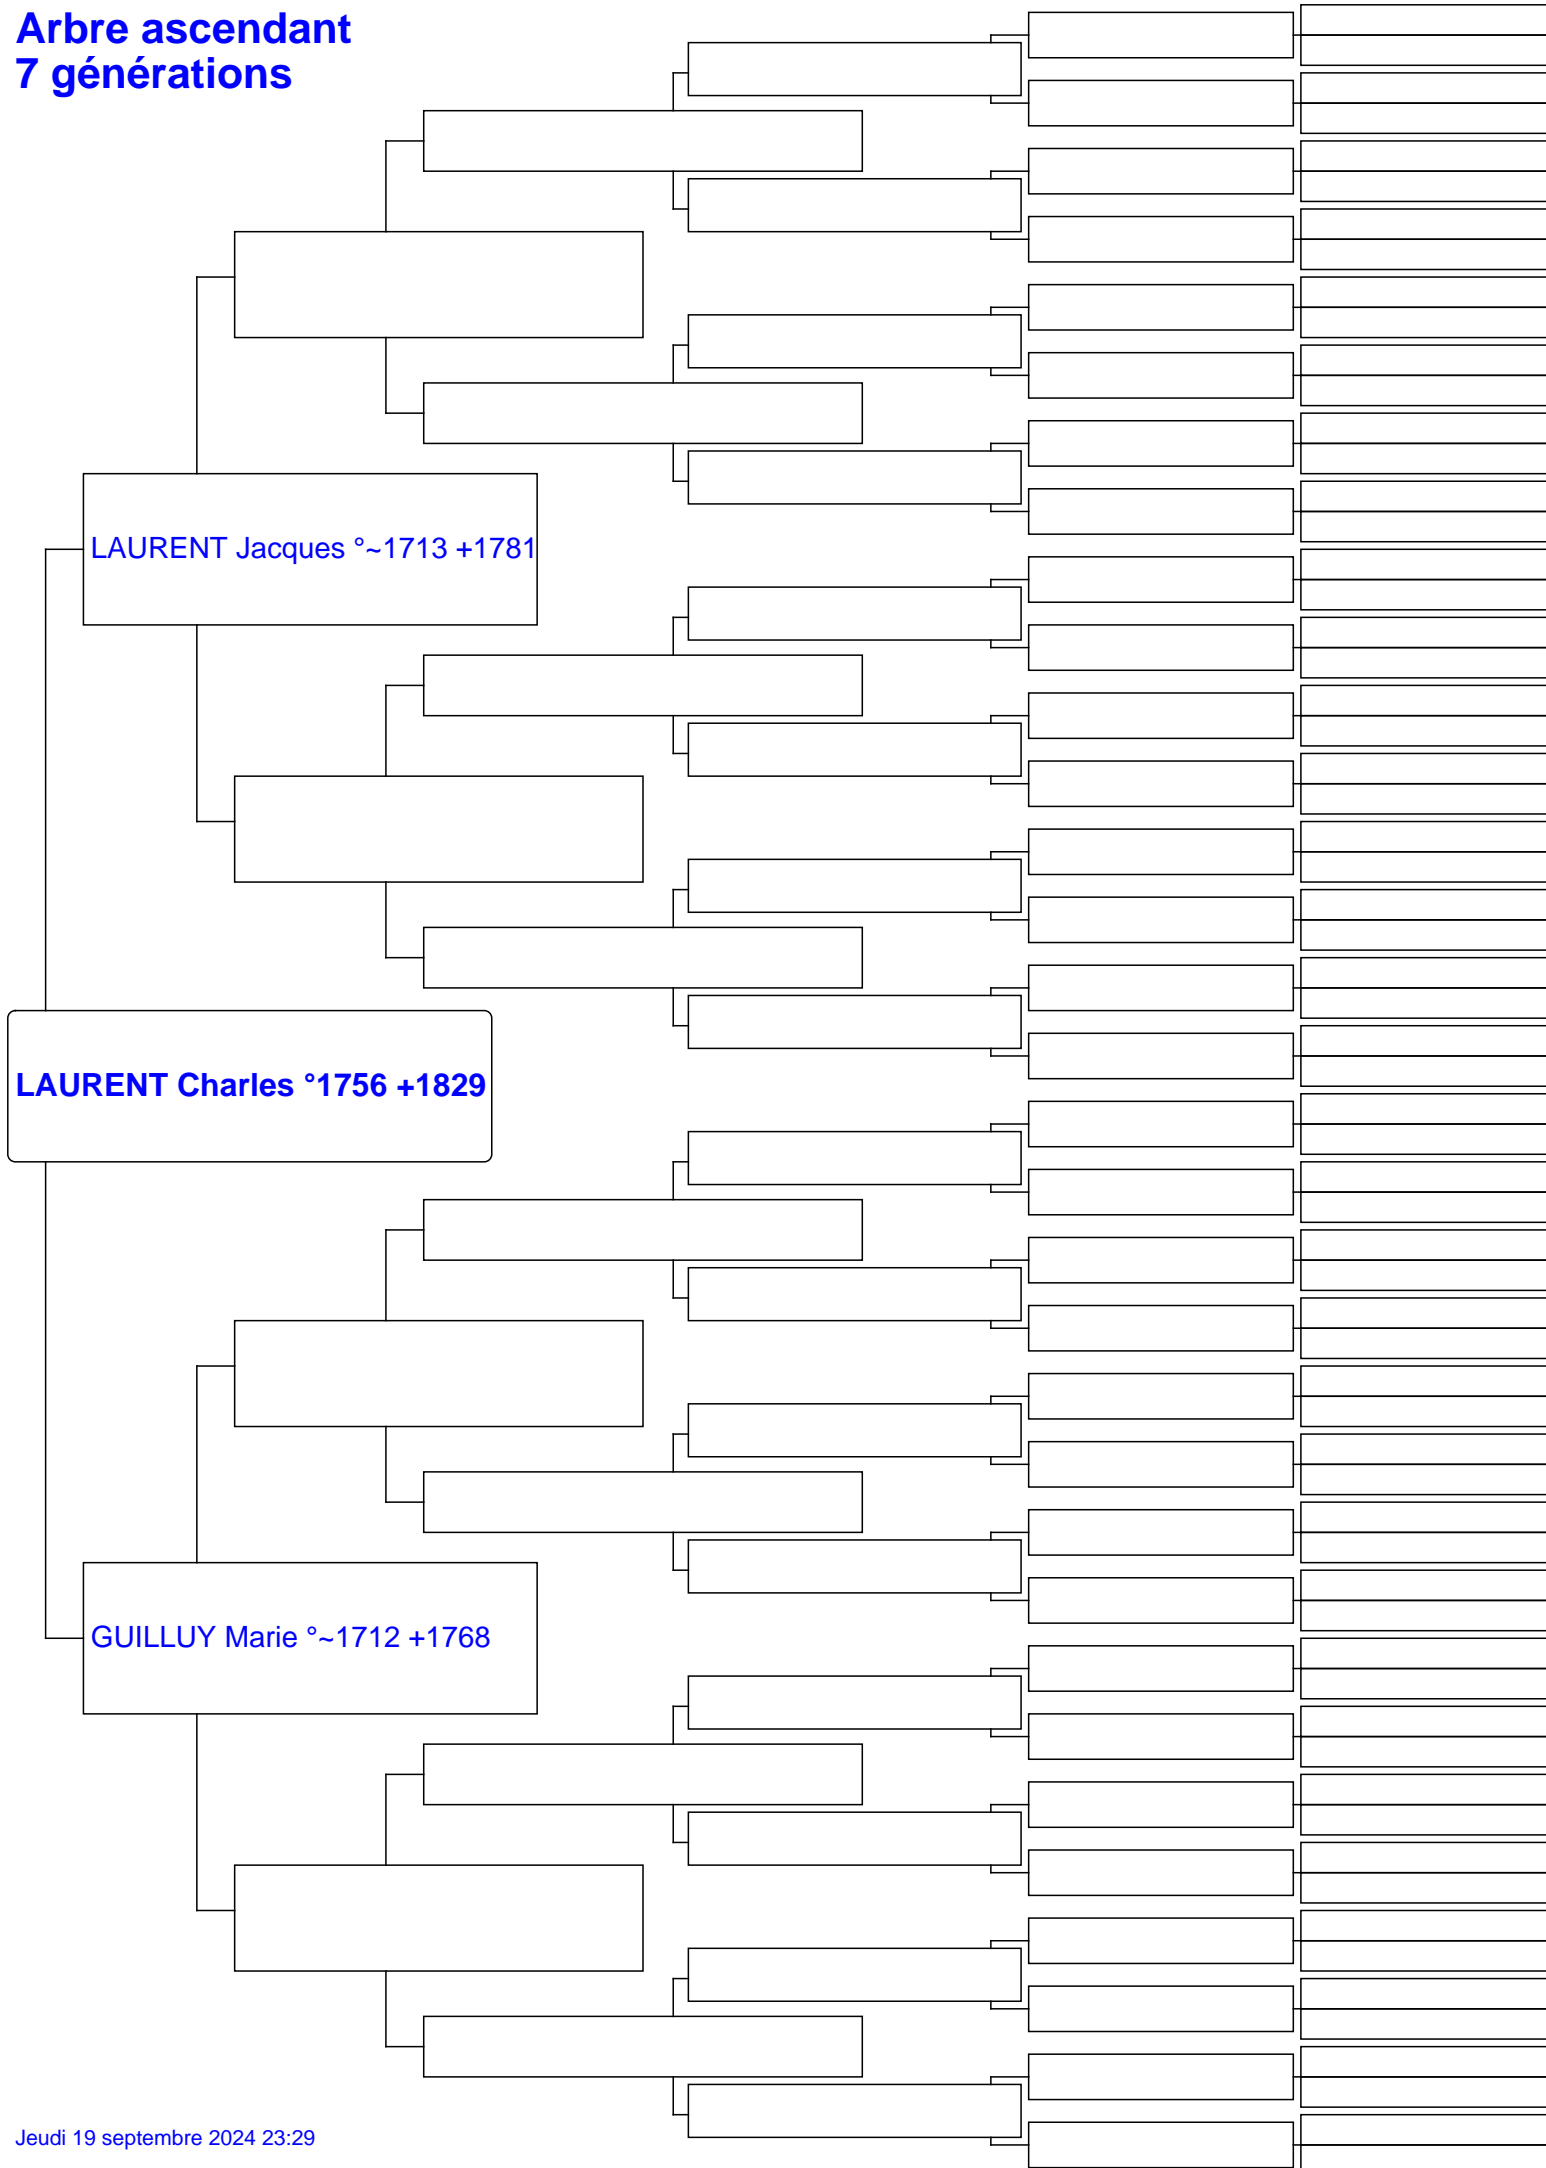 Arbre ascendant
7 générations
LAURENT Jacques °~1713 +1781
LAURENT Charles °1756 +1829
GUILLUY Marie °~1712 +1768
Jeudi 19 septembre 2024 23:29